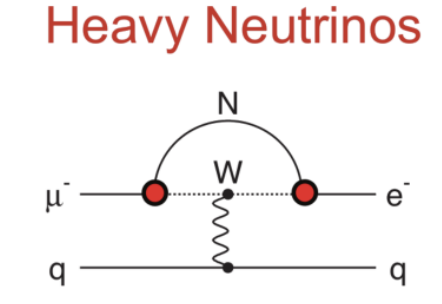 Heavy Neutrinos
N
W
μ⁻ e⁻
q q